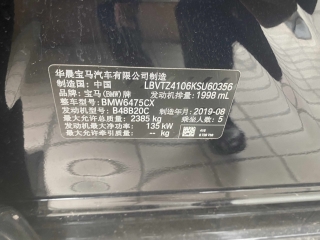 华晨宝马汽车有限公司制造
制造国：中国 LBVTZ4106KSU60356
品牌：宝马(BMW)牌 发动机排量：1998 mL
整车型号：BMW6475CX
发动机型号：B48B20C 制造年月：2019-08
最大允许总质量：2385 kg 乘坐人数：5
发动机最大净功率：135 kW
最大允许牵引质量：-- kg